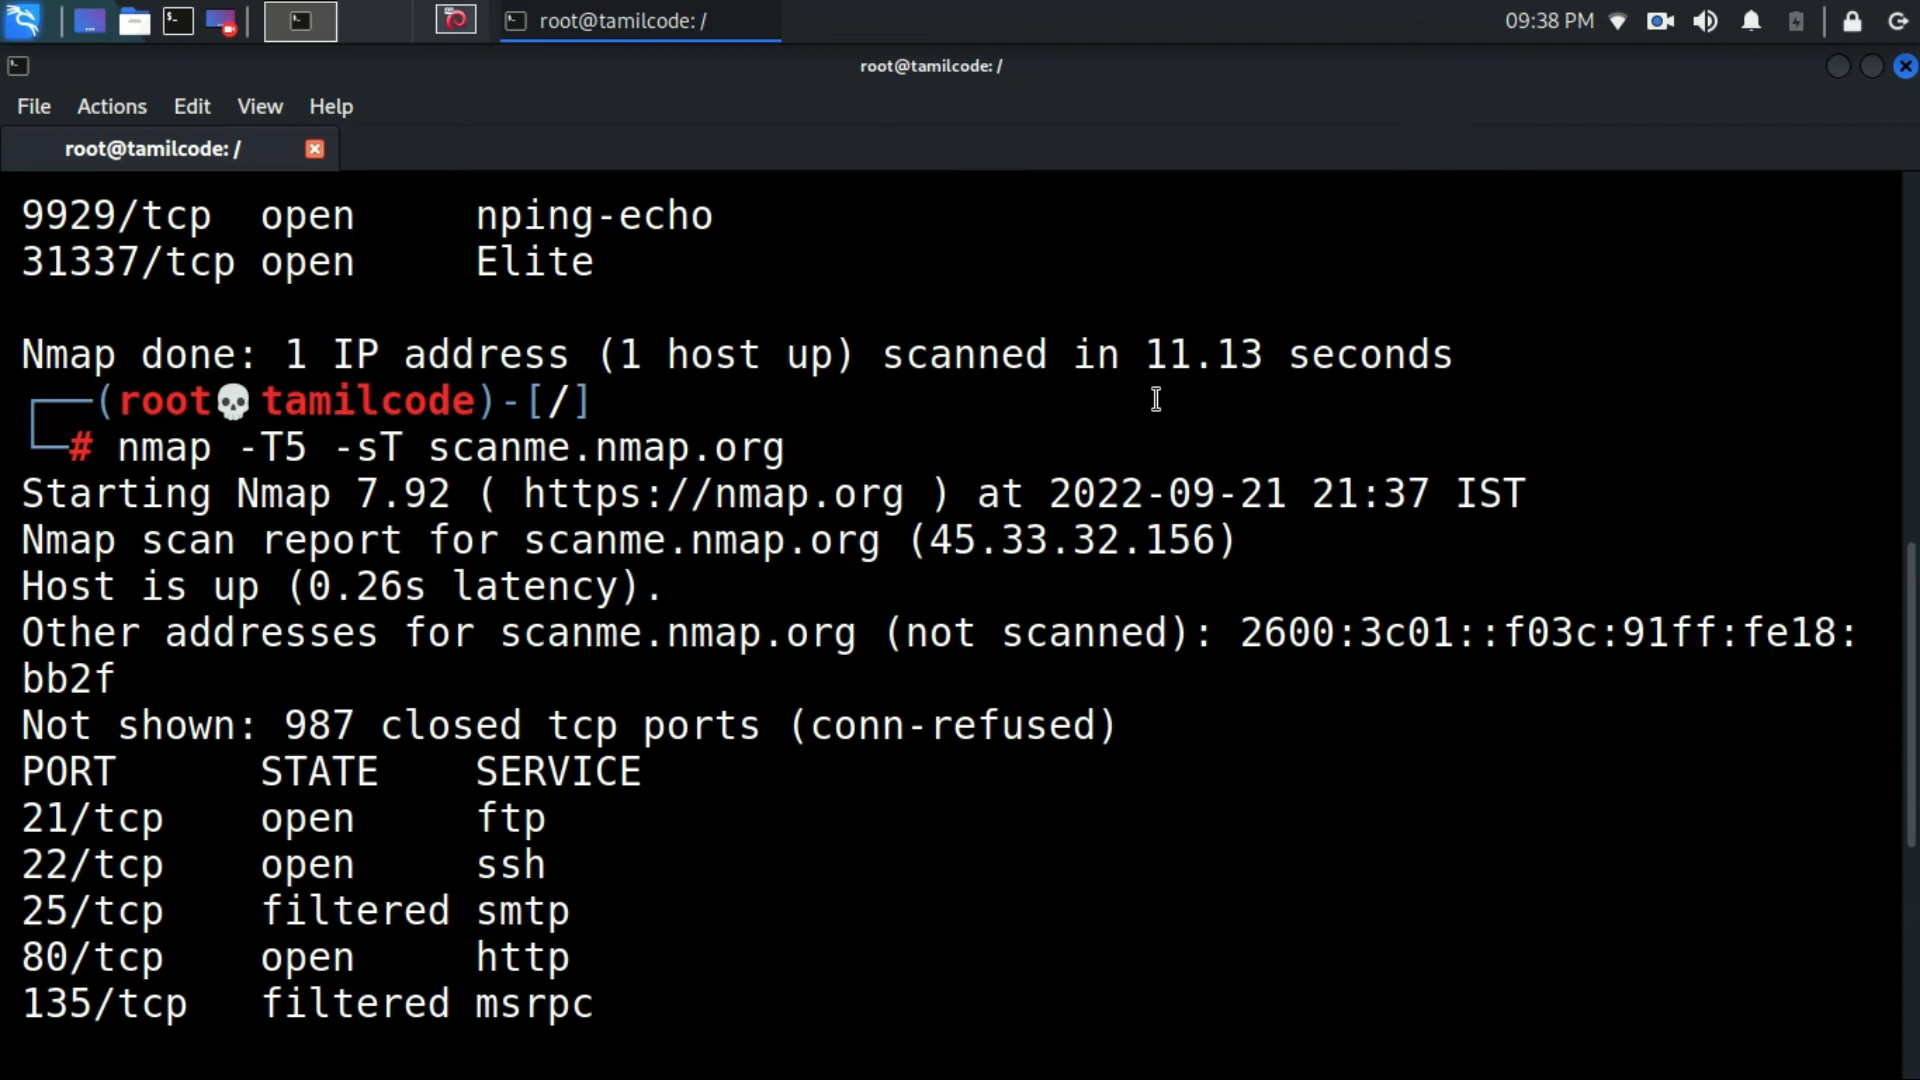 root@tamilcode: /
09:38 PM
root@tamilcode: /
File Actions Edit View Help
root@tamilcode: /
9929/tcp open nping-echo
31337/tcp open Elite
Nmap done: 1 IP address (1 host up) scanned in 11.13 seconds
┌──(root💀tamilcode)-[/]
└─# nmap -T5 -sT scanme.nmap.org
Starting Nmap 7.92 ( https://nmap.org ) at 2022-09-21 21:37 IST
Nmap scan report for scanme.nmap.org (45.33.32.156)
Host is up (0.26s latency).
Other addresses for scanme.nmap.org (not scanned): 2600:3c01::f03c:91ff:fe18:
bb2f
Not shown: 987 closed tcp ports (conn-refused)
PORT STATE SERVICE
21/tcp open ftp
22/tcp open ssh
25/tcp filtered smtp
80/tcp open http
135/tcp filtered msrpc